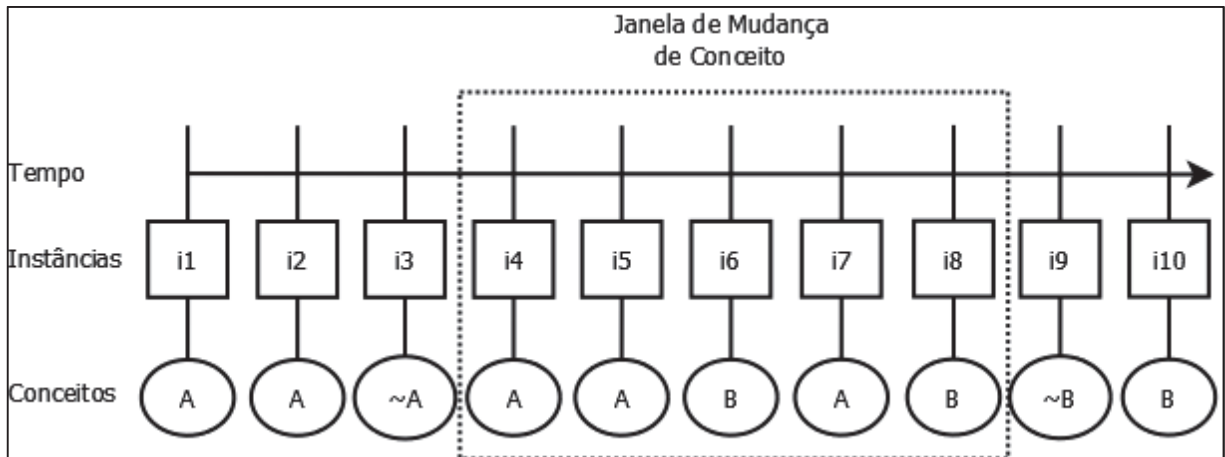 Janela de Mudança
de Conceito
Tempo
Instâncias i1 i2 i3 i4 i5 i6 i7 i8 i9 i10
Conceitos A A ~A A A B A B ~B B